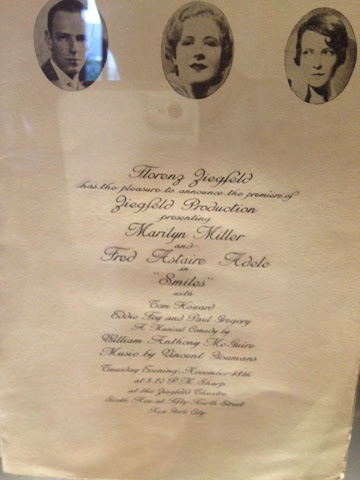 Florenz Ziegfeld
has the pleasure to announce the premiere of
Ziegfeld Production
presenting
Marilyn Miller
and
Fred Astaire Adele
in
"Smiles"
with
Tom Howard
Eddie Foy and Paul Gregory
A Musical Comedy by
William Anthony McGuire
Music by Vincent Youmans
Tuesday Evening, November 18th
at 8:20 P.M. Sharp
at the Ziegfeld Theatre
Sixth Ave at Fifty-Fourth Street
New York City